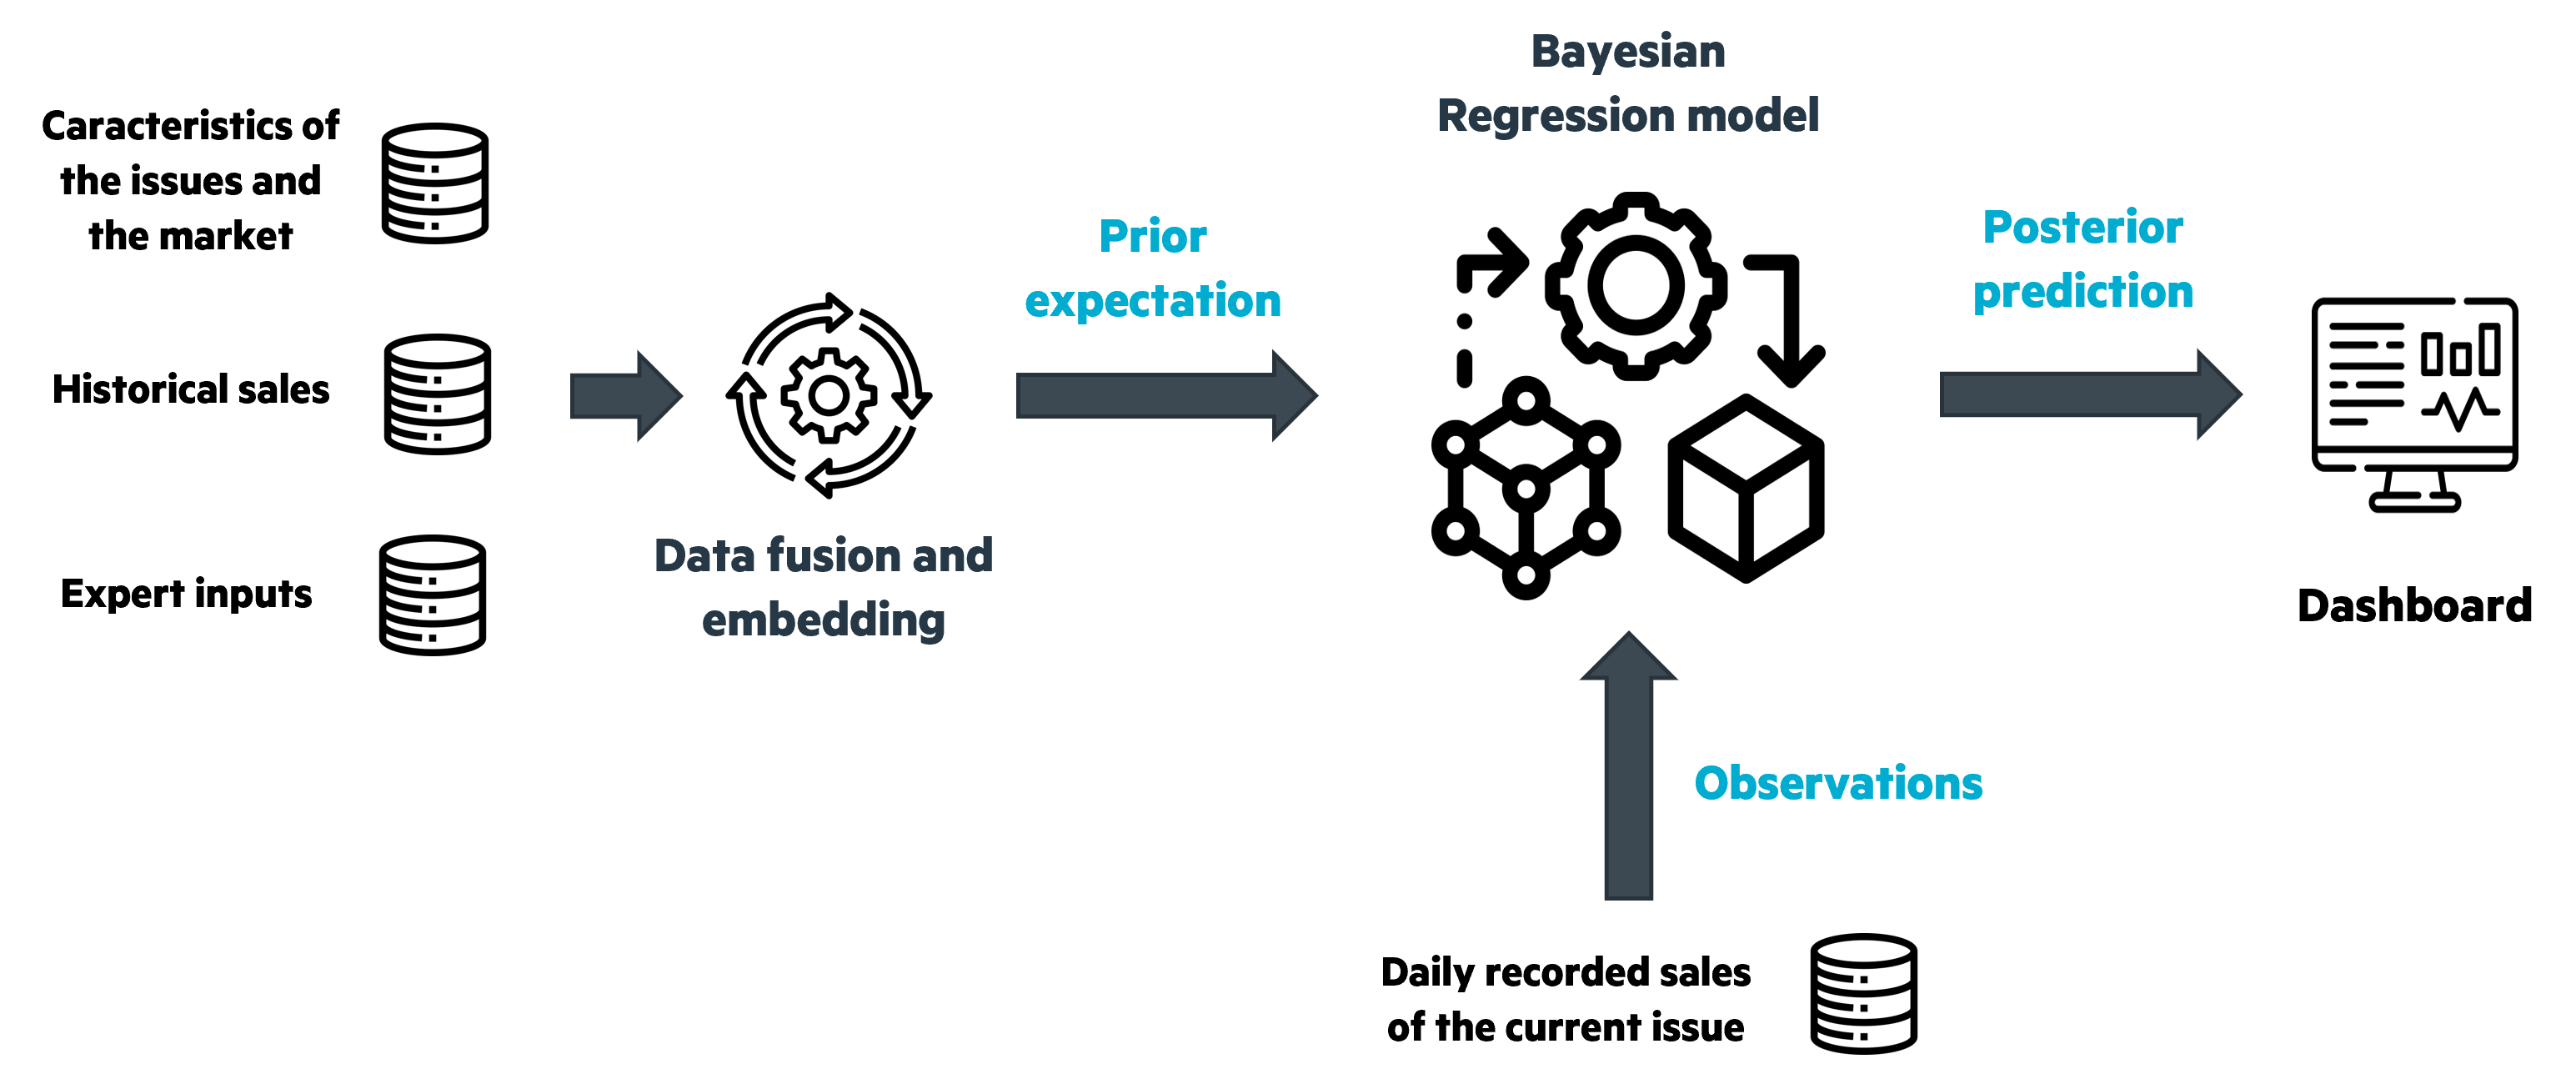 Caracteristics of
the issues and
the market
Historical sales
Expert inputs
Data fusion and
embedding
Prior
expectation
Bayesian
Regression model
Observations
Daily recorded sales
of the current issue
Posterior
prediction
Dashboard